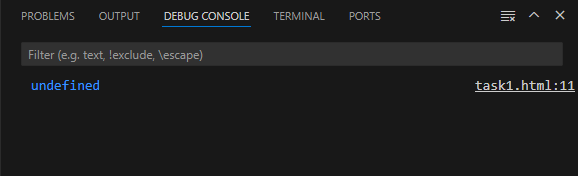 PROBLEMS OUTPUT DEBUG CONSOLE TERMINAL PORTS
Filter (e.g. text, !exclude, \escape)
undefined task1.html:11